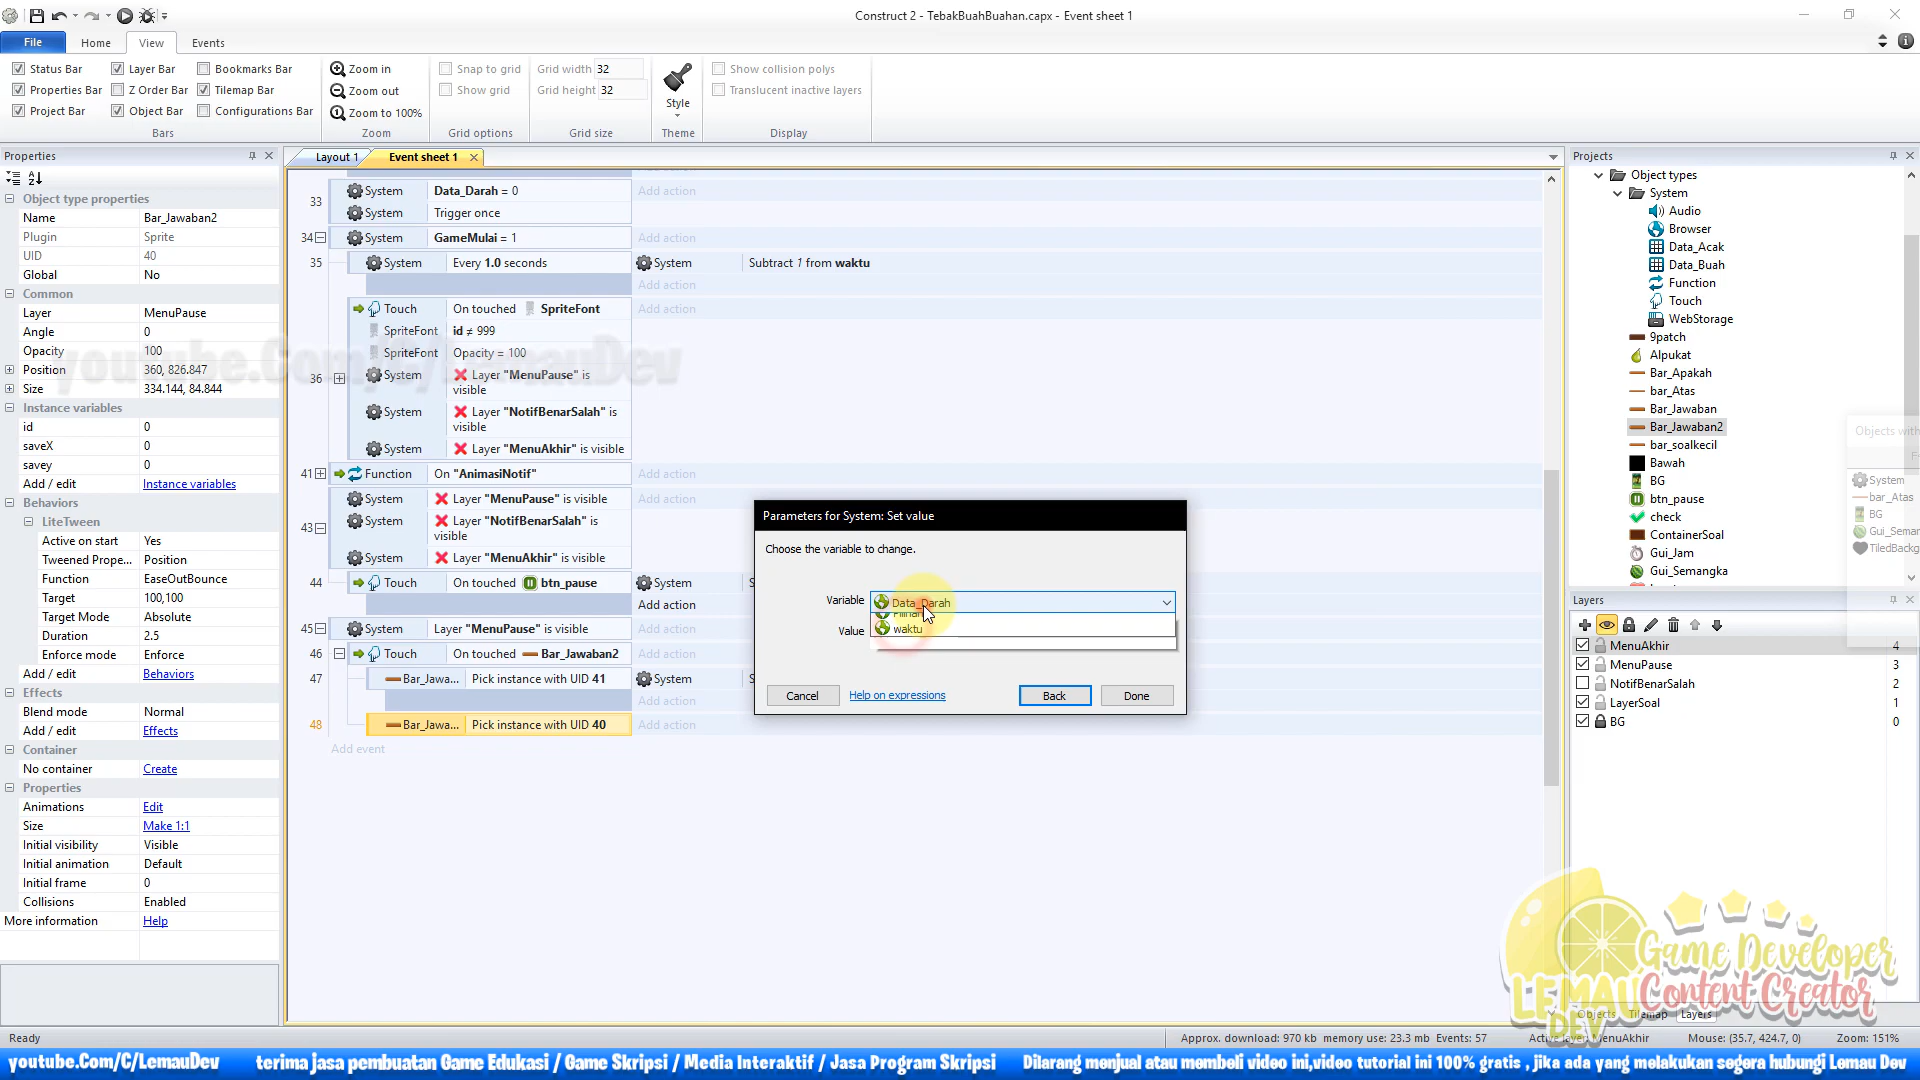 Construct 2 - TebakBuahBuahan.capx - Event sheet 1
File Home View Events
Status Bar Layer Bar Bookmarks Bar Zoom in Snap to grid Grid width 32 Show collision polys
Properties Bar Z Order Bar Tilemap Bar Zoom out Show grid Grid height 32 Translucent inactive layers
Project Bar Object Bar Configurations Bar Zoom to 100% Style
Bars Zoom Grid options Grid size Theme Display
Properties
Object type properties
Name Bar_Jawaban2
Plugin Sprite
UID 40
Global No
Common
Layer MenuPause
Angle 0
Opacity 100
Position 360, 826.847
Size 334.144, 84.844
Instance variables
id 0
saveX 0
savey 0
Add / edit Instance variables
Behaviors
LiteTween
Active on start Yes
Tweened Prope... Position
Function EaseOutBounce
Target 100,100
Target Mode Absolute
Duration 2.5
Enforce mode Enforce
Add / edit Behaviors
Effects
Blend mode Normal
Add / edit Effects
Container
No container Create
Properties
Animations Edit
Size Make 1:1
Initial visibility Visible
Initial animation Default
Initial frame 0
Collisions Enabled
More information Help
Layout 1 Event sheet 1
33 System Data_Darah = 0 Add action
System Trigger once
34 System GameMulai = 1 Add action
35 System Every 1.0 seconds System Subtract 1 from waktu
Add action
36 Touch On touched SpriteFont Add action
SpriteFont id ≠ 999
SpriteFont Opacity = 100
System Layer "MenuPause" is visible
System Layer "NotifBenarSalah" is visible
System Layer "MenuAkhir" is visible
41 Function On "AnimasiNotif" Add action
43 System Layer "MenuPause" is visible Add action
System Layer "NotifBenarSalah" is visible
System Layer "MenuAkhir" is visible
44 Touch On touched btn_pause System S
Add action
45 System Layer "MenuPause" is visible
46 Touch On touched Bar_Jawaban2 Add action
47 Bar_Jawa... Pick instance with UID 41 System S
Add action
48 Bar_Jawa... Pick instance with UID 40 Add action
Add event
youtube.Com/C/LemauDev
Parameters for System: Set value
Choose the variable to change.
Variable Data_Darah
waktu
Value
Cancel Help on expressions Back Done
Projects
Object types
System
Audio
Browser
Data_Acak
Data_Buah
Function
Touch
WebStorage
9patch
Alpukat
Bar_Apakah
bar_Atas
Bar_Jawaban
Bar_Jawaban2
bar_soalkecil
Bawah
BG
btn_pause
check
ContainerSoal
Gui_Jam
Gui_Semangka
Objects with
System
bar_Atas
BG
Gui_Seman
TiledBackg
Layers
MenuAkhir 4
MenuPause 3
NotifBenarSalah 2
LayerSoal 1
BG 0
LEMAU DEV
Game Developer
Content Creator
Objects Tilemap Layers
Ready Approx. download: 970 kb memory use: 23.3 mb Events: 57 Active layer: MenuAkhir Mouse: (35.7, 424.7, 0) Zoom: 151%
youtube.Com/C/LemauDev terima jasa pembuatan Game Edukasi / Game Skripsi / Media Interaktif / Jasa Program Skripsi Dilarang menjual atau membeli video ini,video tutorial ini 100% gratis , jika ada yang melakukan segera hubungi Lemau Dev